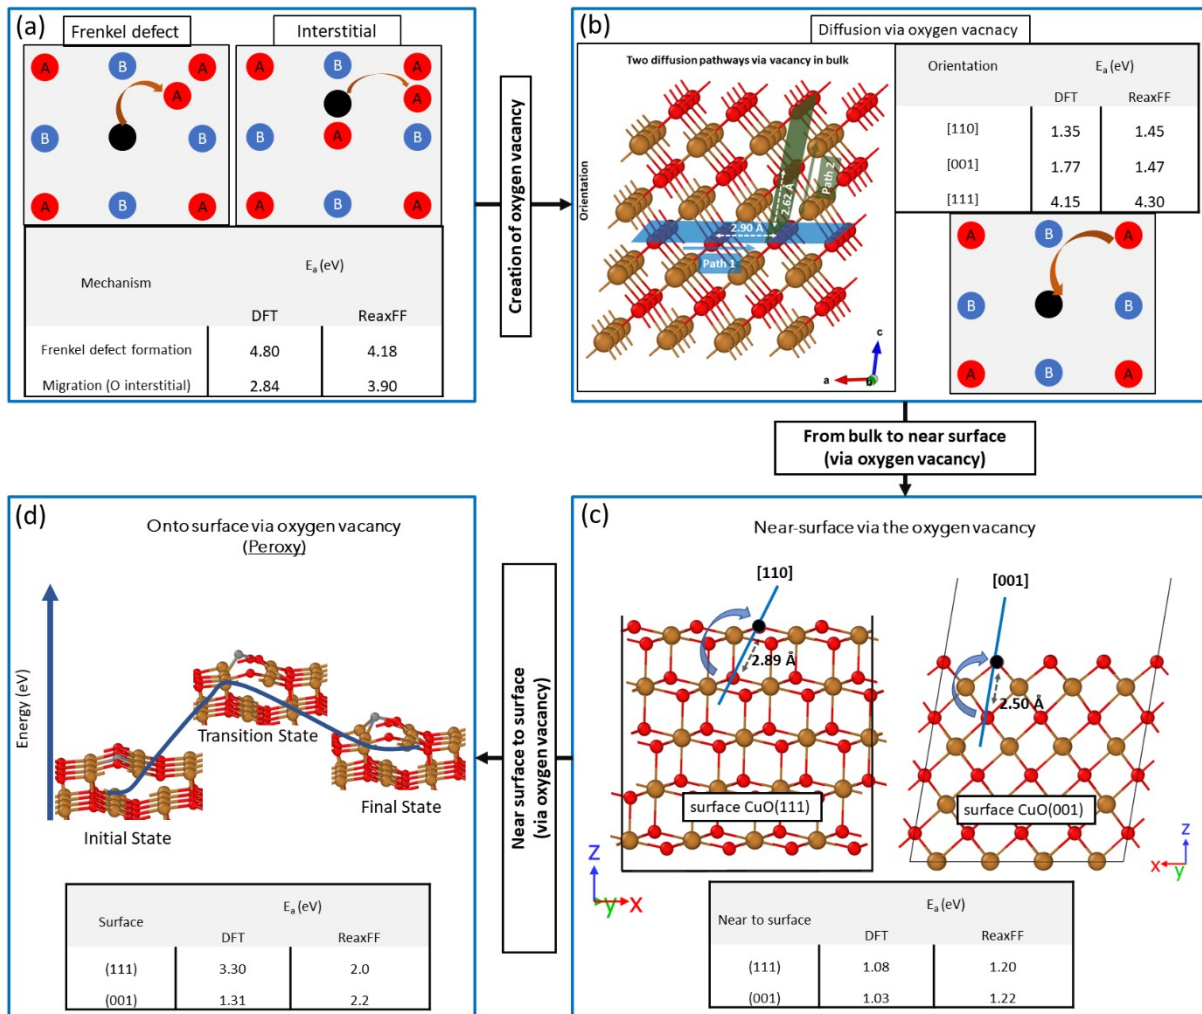 (a)
Frenkel defect
Interstitial
A B A
A
B B
A B A
A B A
A
B A B
A B A
Mechanism
Eₐ (eV)
DFT ReaxFF
Frenkel defect formation 4.80 4.18
Migration (O interstitial) 2.84 3.90
Creation of oxygen vacancy
(b)
Diffusion via oxygen vacnacy
Two diffusion pathways via vacancy in bulk
Orientation
2.62 Å
Path 2
2.90 Å
Path 1
c
a
b
Orientation Eₐ (eV)
DFT ReaxFF
[110] 1.35 1.45
[001] 1.77 1.47
[111] 4.15 4.30
A B A
B B
A B A
From bulk to near surface
(via oxygen vacancy)
(c)
Near-surface via the oxygen vacancy
[110]
2.89 Å
surface CuO(111)
Z
y
X
[001]
2.50 Å
surface CuO(001)
Z
X
y
Near to surface
Eₐ (eV)
DFT ReaxFF
(111) 1.08 1.20
(001) 1.03 1.22
Near surface to surface
(via oxygen vacancy)
(d)
Onto surface via oxygen vacancy
(Peroxy)
Energy (eV)
Transition State
Initial State
Final State
Surface
Eₐ (eV)
DFT ReaxFF
(111) 3.30 2.0
(001) 1.31 2.2